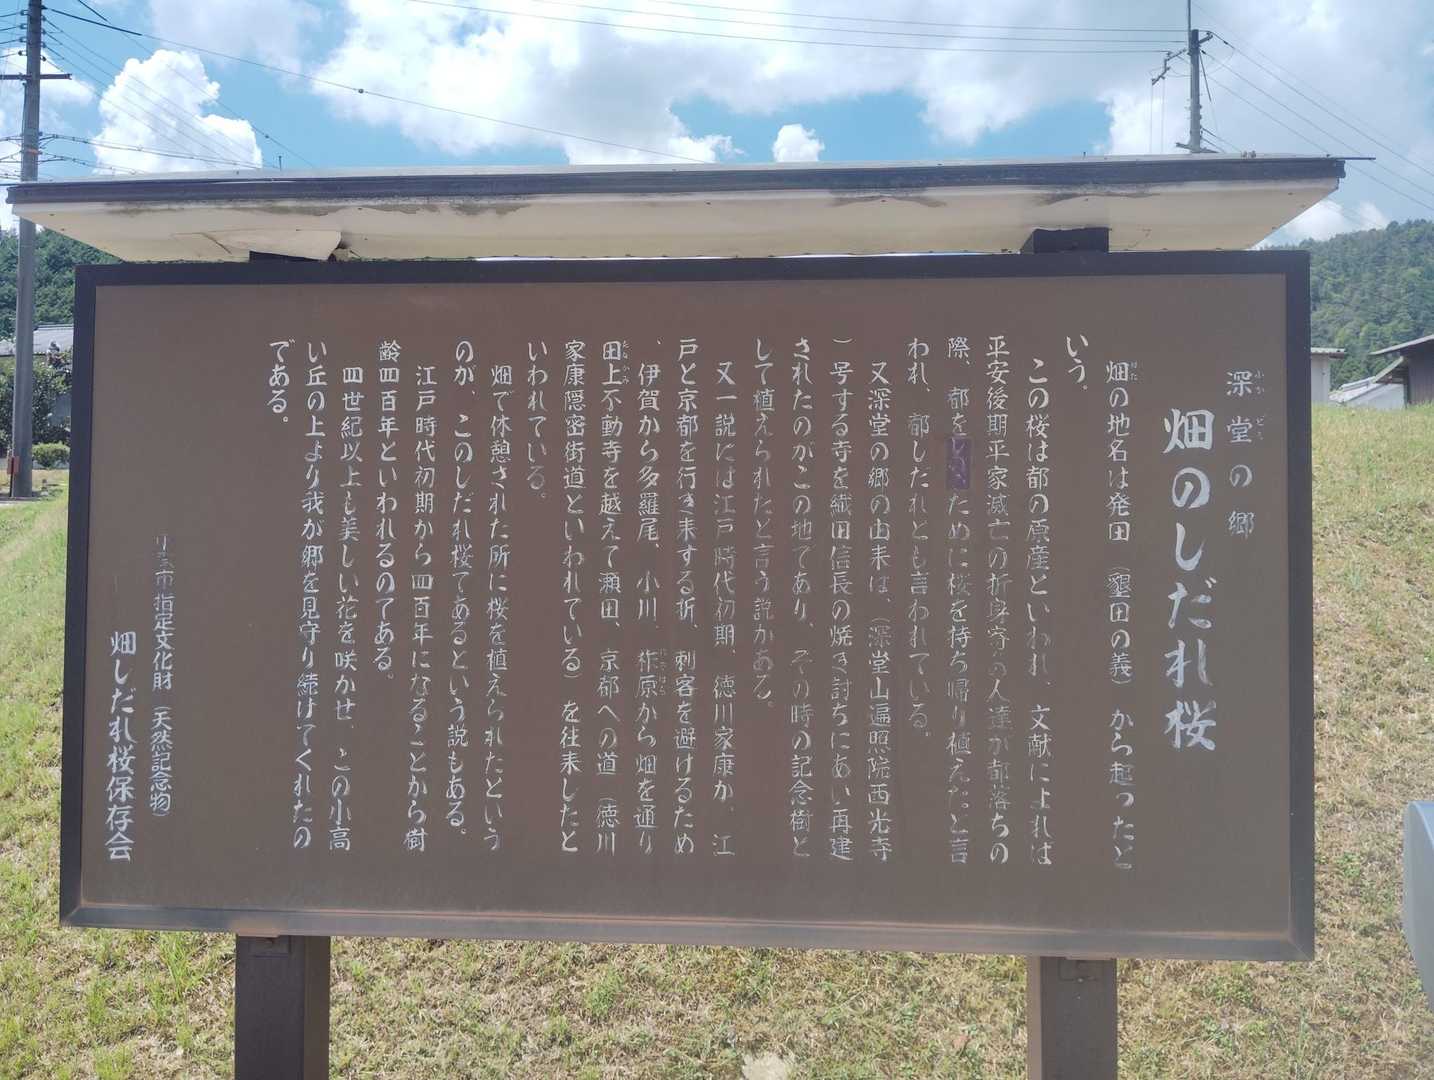 深堂の郷
畑のしだれ桜
畑の地名は発田（墾田の義）から起ったと
いう。
この桜は都の原産といわれ、文献によれば
平安後期平家滅亡の折身寄りの人達が都落ちの
際、都をしのぶために桜を持ち帰り植えたと言
われ、都しだれとも言われている。
又深堂の郷の由来は、（深堂山遍照院西光寺
）号する寺を織田信長の焼き討ちにあい再建
されたのがこの地であり、その時の記念樹と
して植えられたと言う説がある。
又一説には江戸時代初期、徳川家康が、江
戸と京都を行き来する折、刺客を避けるため
、伊賀から多羅尾、小川、柞原から畑を通り
田上不動寺を越えて瀬田、京都への道（徳川
家康隠密街道といわれている）を往来したと
いわれている。
畑で休憩された所に桜を植えられたという
のが、このしだれ桜であるという説もある。
江戸時代初期から四百年になることから樹
齢四百年といわれるのである。
四世紀以上も美しい花を咲かせ、この小高
い丘の上より我が郷を見守り続けてくれたの
である。
市指定文化財（天然記念物）
畑しだれ桜保存会